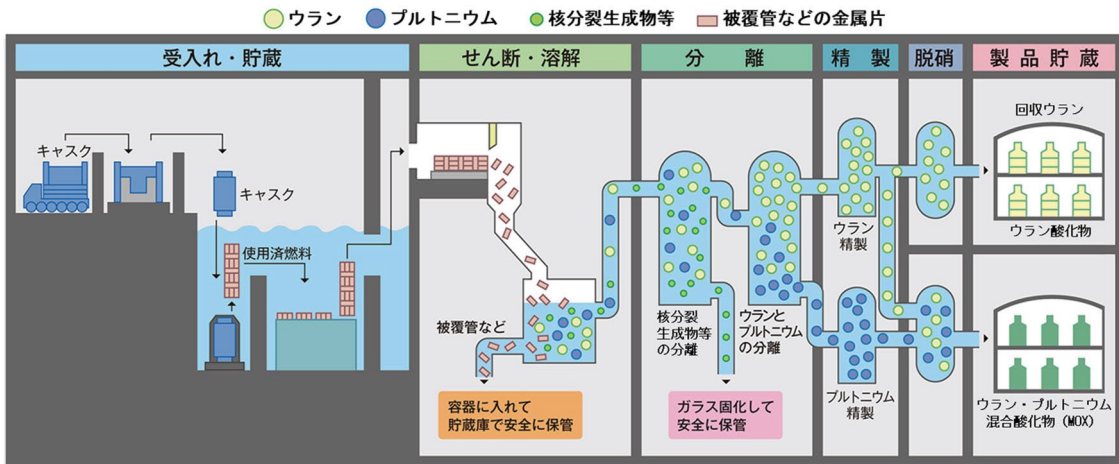 ウラン
プルトニウム
核分裂生成物等
被覆管などの金属片
受入れ・貯蔵
せん断・溶解
分離
精製
脱硝
製品貯蔵
キャスク
キャスク
使用済燃料
被覆管など
容器に入れて
貯蔵庫で安全に保管
核分裂
生成物等
の分離
ガラス固化して
安全に保管
ウランと
プルトニウム
の分離
ウラン
精製
プルトニウム
精製
回収ウラン
ウラン酸化物
ウラン・プルトニウム
混合酸化物(MOX)